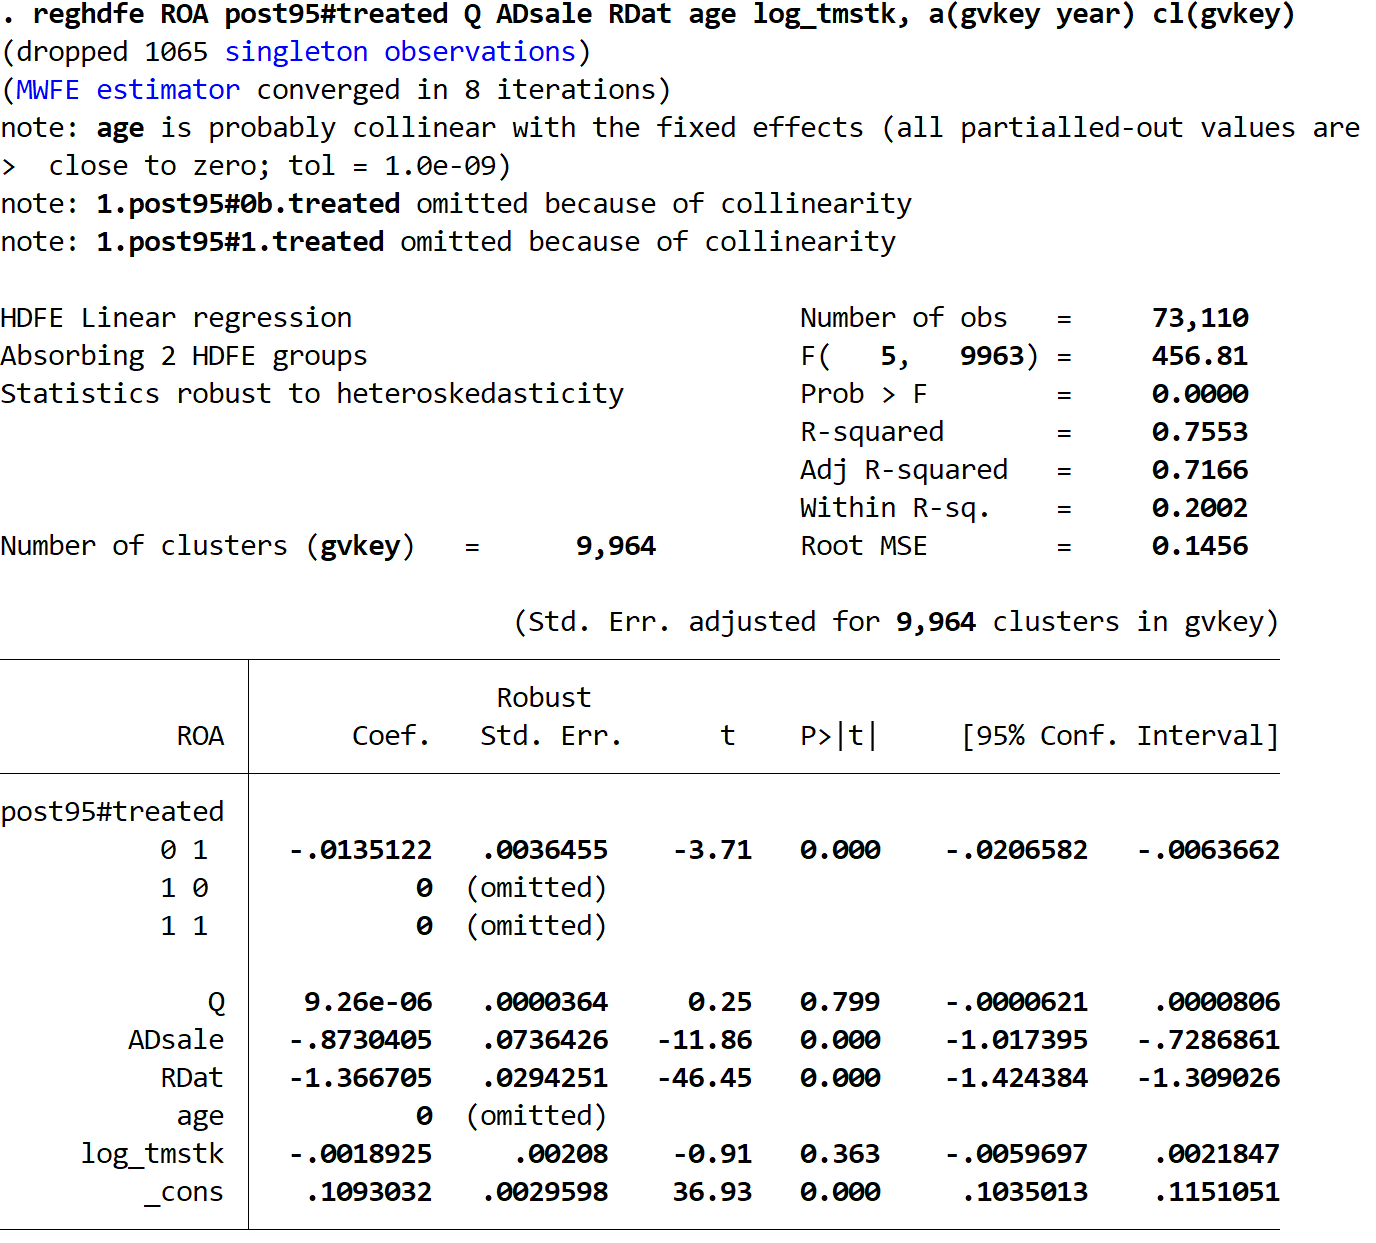 . reghdfe ROA post95#treated Q ADsale RDat age log_tmstk, a(gvkey year) cl(gvkey)
(dropped 1065 singleton observations)
(MWFE estimator converged in 8 iterations)
note: age is probably collinear with the fixed effects (all partialled-out values are
>  close to zero; tol = 1.0e-09)
note: 1.post95#0b.treated omitted because of collinearity
note: 1.post95#1.treated omitted because of collinearity
HDFE Linear regression                            Number of obs   =     73,110
Absorbing 2 HDFE groups                           F(   5,   9963) =     456.81
Statistics robust to heteroskedasticity           Prob > F        =     0.0000
                                                  R-squared       =     0.7553
                                                  Adj R-squared   =     0.7166
                                                  Within R-sq.    =     0.2002
Number of clusters (gvkey)   =      9,964         Root MSE        =     0.1456
                                (Std. Err. adjusted for 9,964 clusters in gvkey)
                               Robust
           ROA        Coef.   Std. Err.      t    P>|t|     [95% Conf. Interval]
post95#treated
          0 1     -.0135122   .0036455    -3.71   0.000    -.0206582   -.0063662
          1 0             0  (omitted)
          1 1             0  (omitted)
             Q     9.26e-06   .0000364     0.25   0.799    -.0000621    .0000806
        ADsale    -.8730405   .0736426   -11.86   0.000    -1.017395   -.7286861
          RDat    -1.366705   .0294251   -46.45   0.000    -1.424384   -1.309026
           age            0  (omitted)
     log_tmstk    -.0018925     .00208    -0.91   0.363    -.0059697    .0021847
         _cons     .1093032   .0029598    36.93   0.000     .1035013    .1151051